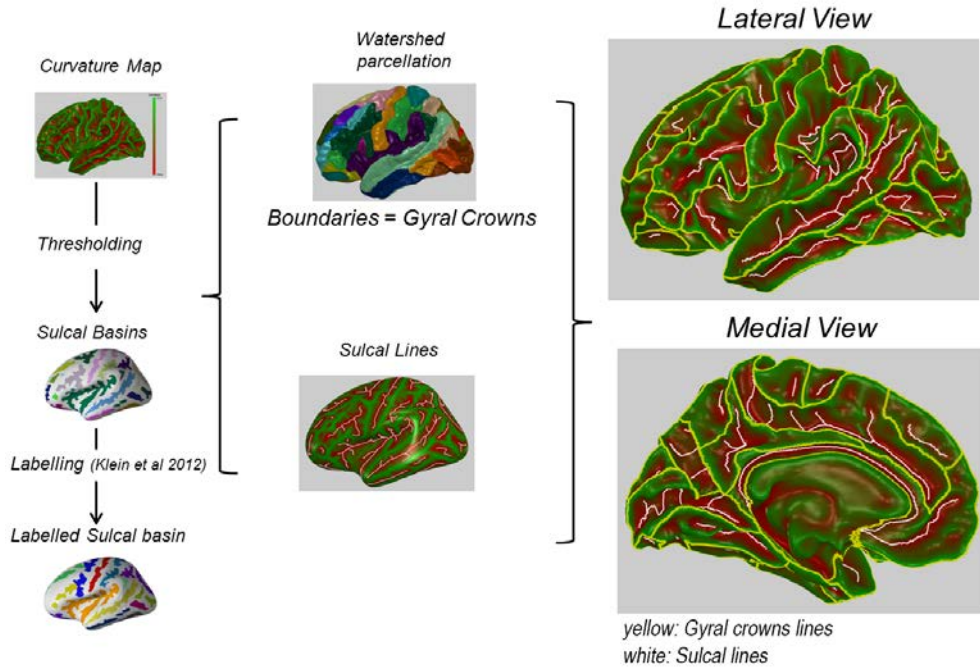 Curvature Map
Thresholding
Sulcal Basins
Labelling (Klein et al 2012)
Labelled Sulcal basin
Watershed
parcellation
Boundaries = Gyral Crowns
Sulcal Lines
Lateral View
Medial View
yellow: Gyral crowns lines
white: Sulcal lines